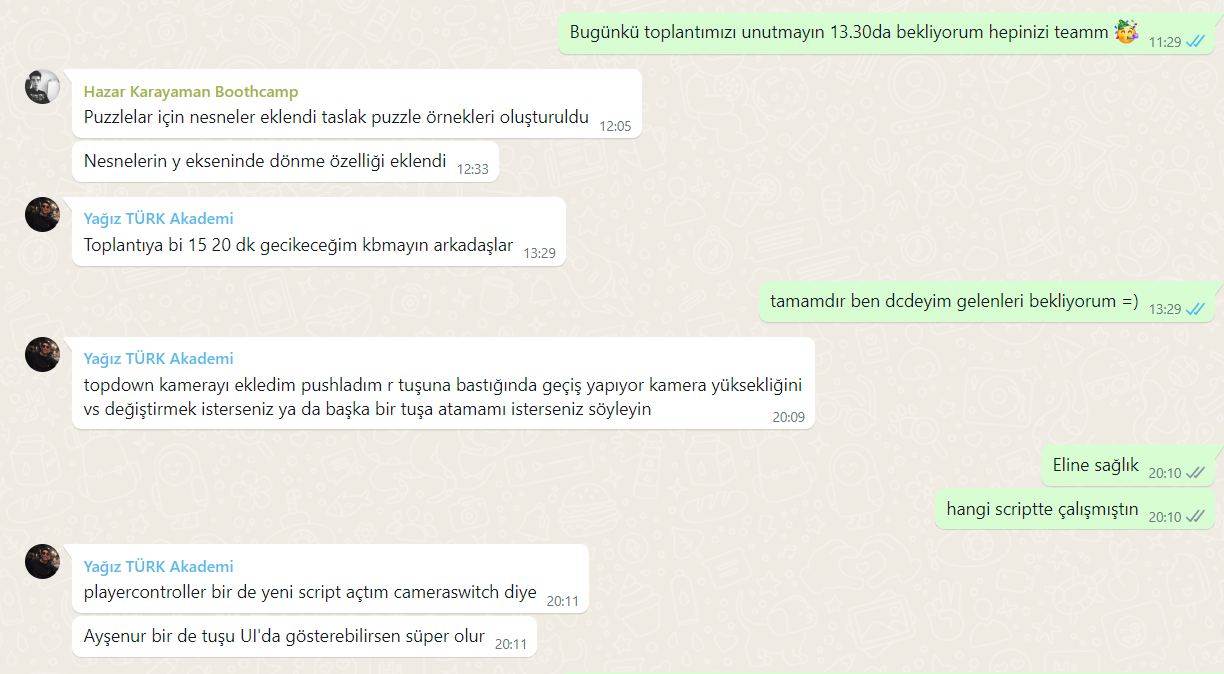 Bugünkü toplantımızı unutmayın 13.30da bekliyorum hepinizi teamm 🥳 11:29
Hazar Karayaman Boothcamp
Puzzlelar için nesneler eklendi taslak puzzle örnekleri oluşturuldu 12:05
Nesnelerin y ekseninde dönme özelliği eklendi 12:33
Yağız TÜRK Akademi
Toplantıya bi 15 20 dk gecikeceğim kbmayın arkadaşlar 13:29
tamamdır ben dcdeyim gelenleri bekliyorum =) 13:29
Yağız TÜRK Akademi
topdown kamerayı ekledim pushladım r tuşuna bastığında geçiş yapıyor kamera yüksekliğini
vs değiştirmek isterseniz ya da başka bir tuşa atamamı isterseniz söyleyin 20:09
Eline sağlık 20:10
hangi scriptte çalışmıştın 20:10
Yağız TÜRK Akademi
playercontroller bir de yeni script açtım cameraswitch diye 20:11
Ayşenur bir de tuşu UI'da gösterebilirsen süper olur 20:11